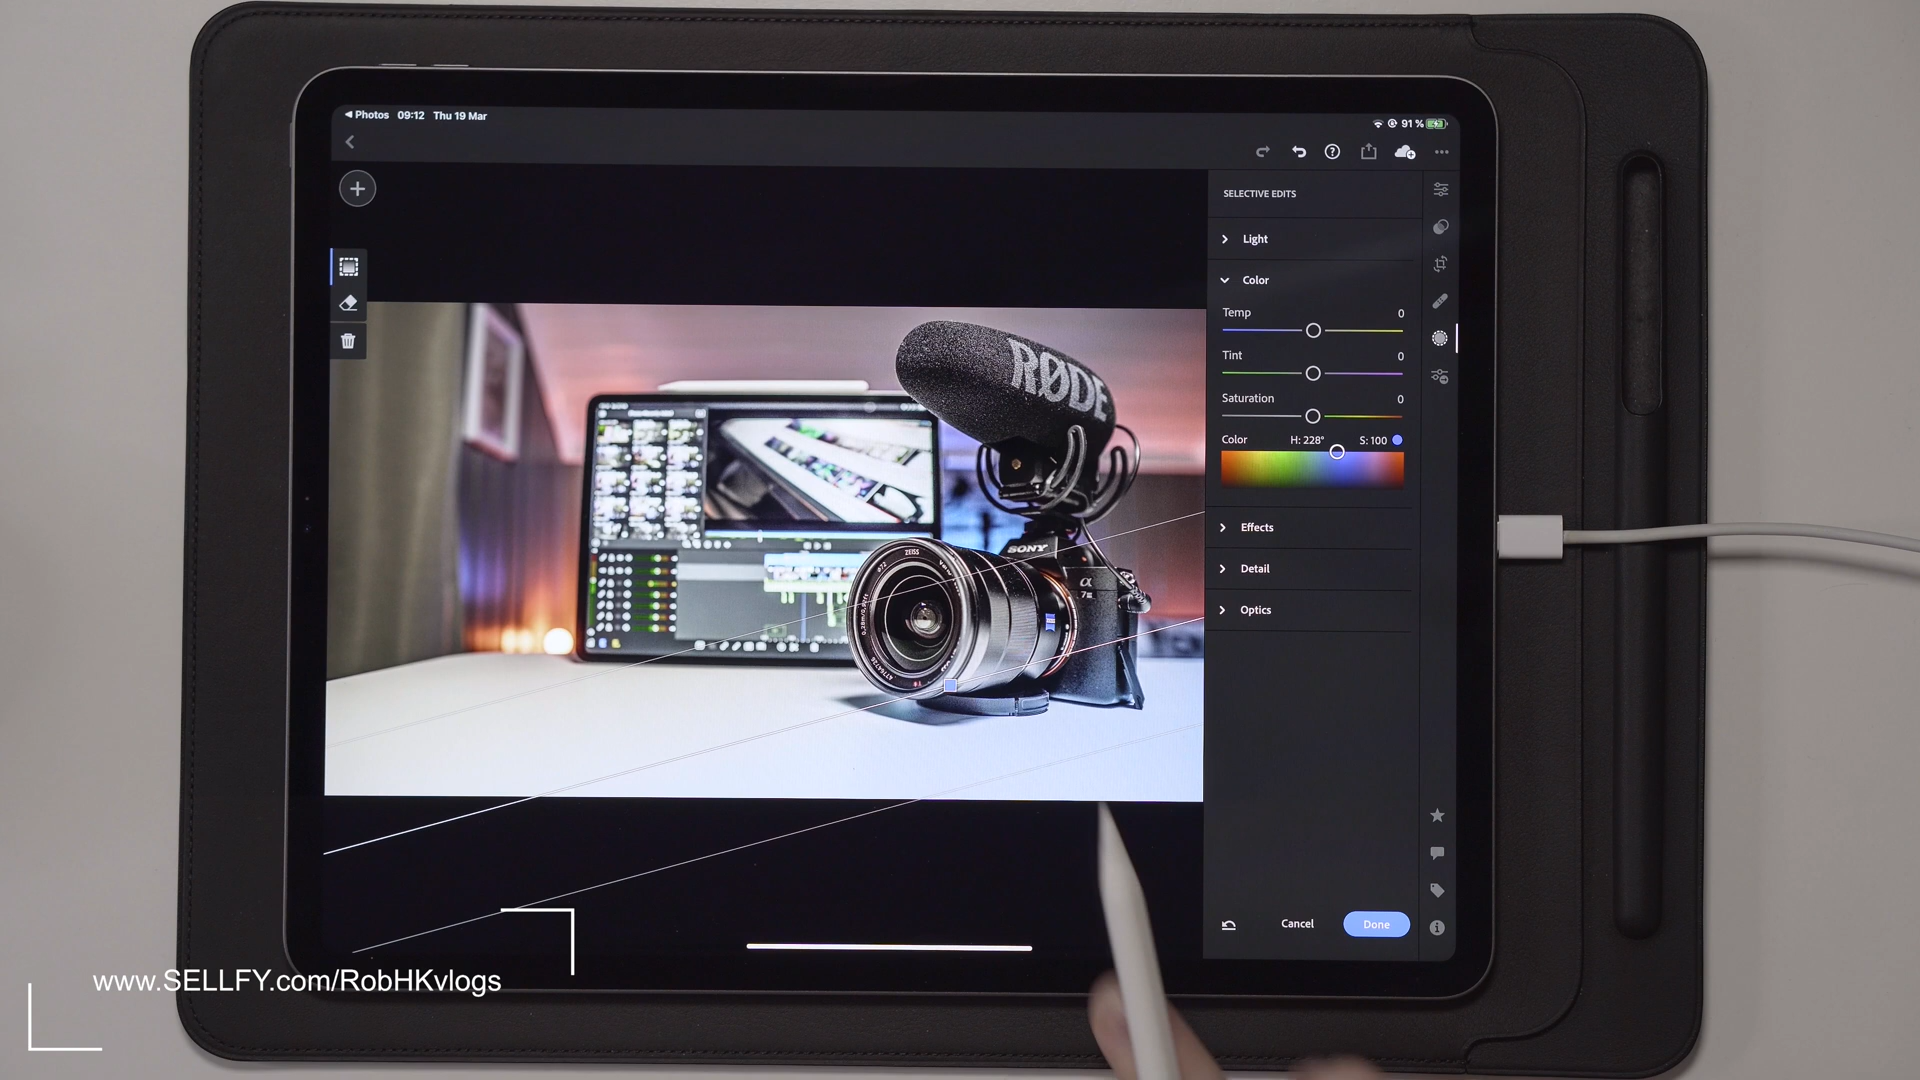 Photos 09:12 Thu 19 Mar
91 %
SELECTIVE EDITS
Light
Color
Temp 0
Tint 0
Saturation 0
Color H: 228° S: 100
Effects
Detail
Optics
Cancel Done
RØDE
SONY
α
7III
ZEISS
www.SELLFY.com/RobHKvlogs